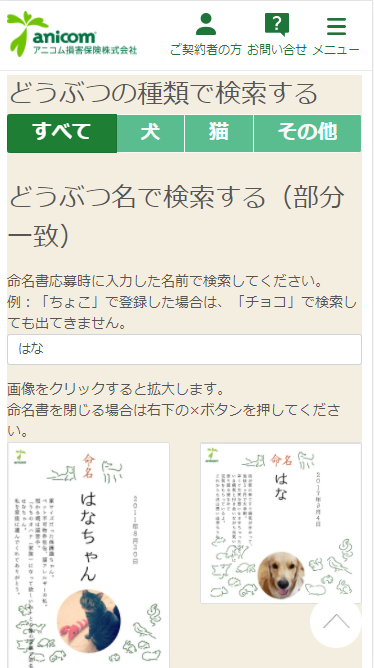 anicom
アニコム損害保険株式会社
ご契約者の方 お問い合せ メニュー
どうぶつの種類で検索する
すべて 犬 猫 その他
どうぶつ名で検索する（部分
一致）
命名書応募時に入力した名前で検索してください。
例：「ちょこ」で登録した場合は、「チョコ」で検索し
ても出てきません。
はな
画像をクリックすると拡大します。
命名書を閉じる場合は右下の×ボタンを押してくださ
い。
命名
はなちゃん
命名
はな